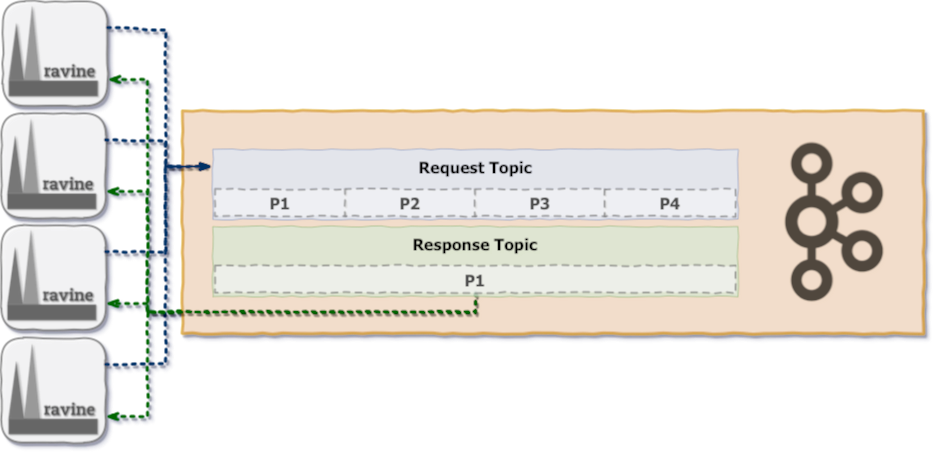 ravine
ravine
ravine
ravine
Request Topic
P1 P2 P3 P4
Response Topic
P1